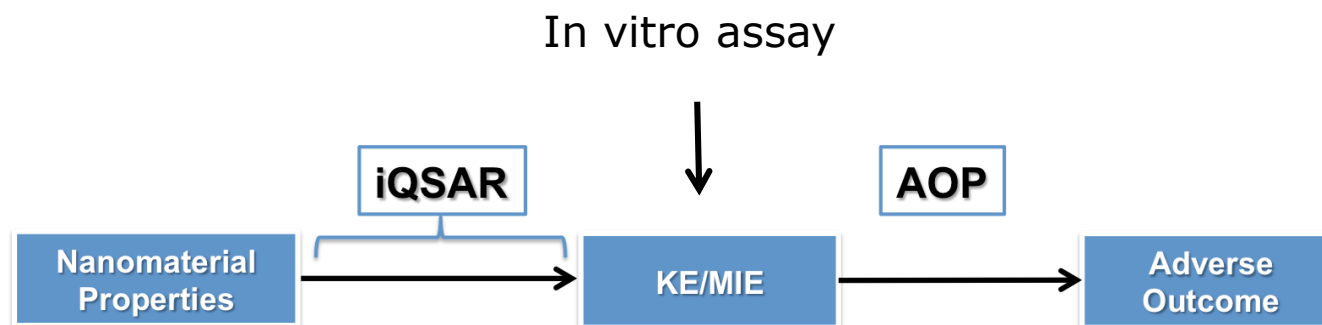 In vitro assay
iQSAR
AOP
Nanomaterial
Properties
KE/MIE
Adverse
Outcome